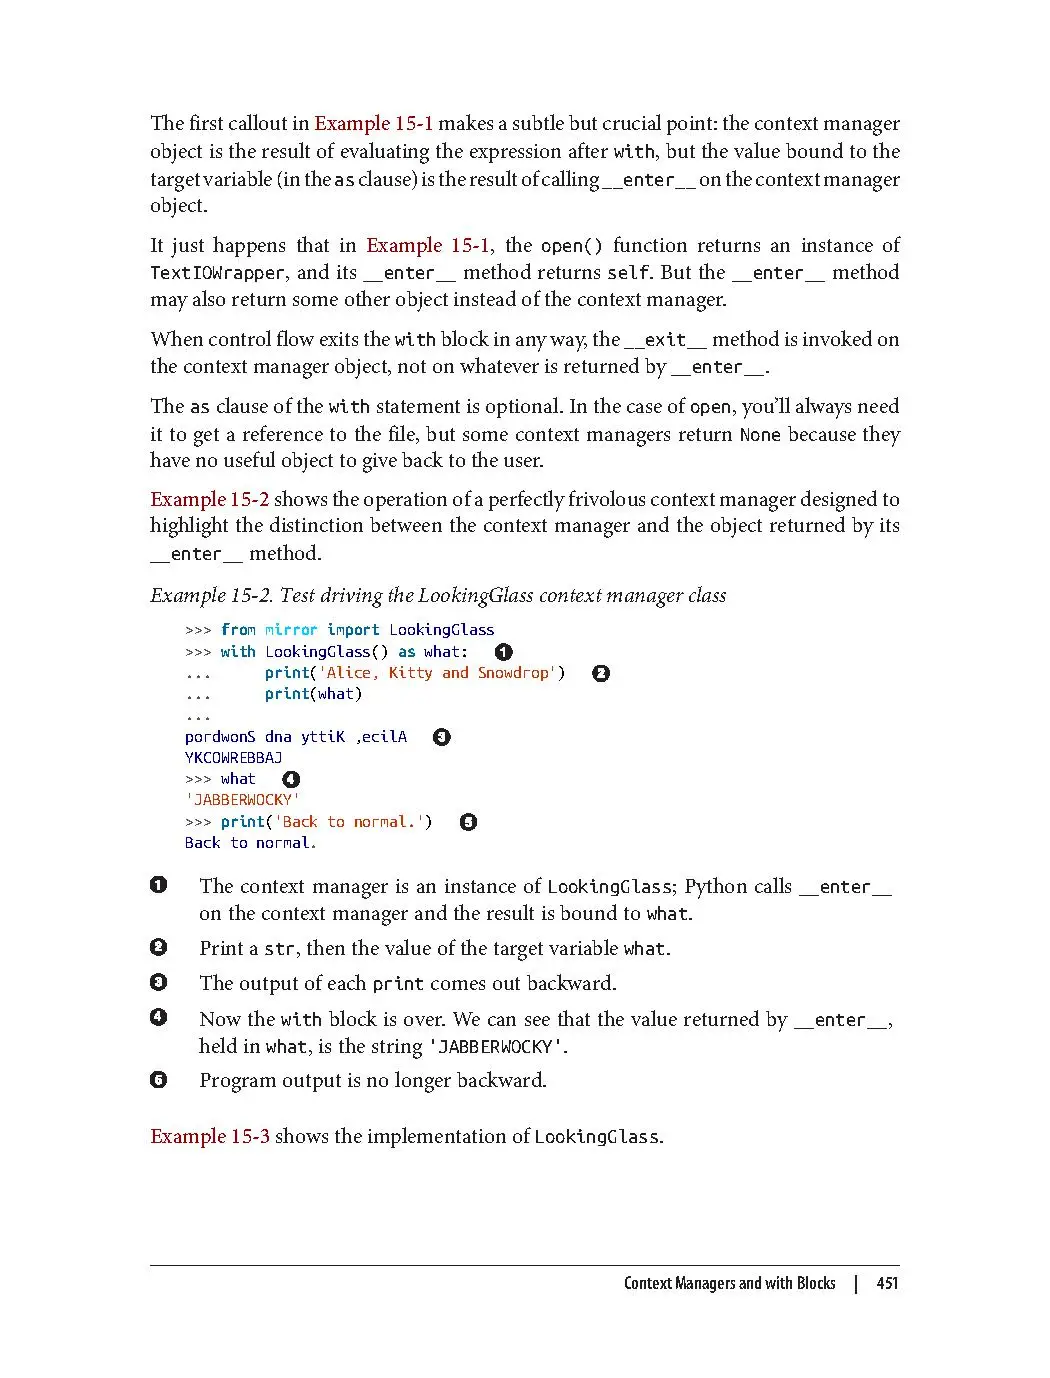 The first callout in Example 15-1 makes a subtle but crucial point: the context manager
object is the result of evaluating the expression after with, but the value bound to the
target variable (in the as clause) is the result of calling __enter__ on the context manager
object.
It just happens that in Example 15-1, the open() function returns an instance of
TextIOWrapper, and its __enter__ method returns self. But the __enter__ method
may also return some other object instead of the context manager.
When control flow exits the with block in any way, the __exit__ method is invoked on
the context manager object, not on whatever is returned by __enter__.
The as clause of the with statement is optional. In the case of open, you’ll always need
it to get a reference to the file, but some context managers return None because they
have no useful object to give back to the user.
Example 15-2 shows the operation of a perfectly frivolous context manager designed to
highlight the distinction between the context manager and the object returned by its
__enter__ method.
Example 15-2. Test driving the LookingGlass context manager class
>>> from mirror import LookingGlass
>>> with LookingGlass() as what: ❶
...      print('Alice, Kitty and Snowdrop') ❷
...      print(what)
...
pordwonS dna yttiK ,ecilA ❸
YKCOWREBBAJ
>>> what ❹
'JABBERWOCKY'
>>> print('Back to normal.') ❺
Back to normal.
❶ The context manager is an instance of LookingGlass; Python calls __enter__
on the context manager and the result is bound to what.
❷ Print a str, then the value of the target variable what.
❸ The output of each print comes out backward.
❹ Now the with block is over. We can see that the value returned by __enter__,
held in what, is the string 'JABBERWOCKY'.
❺ Program output is no longer backward.
Example 15-3 shows the implementation of LookingGlass.
Context Managers and with Blocks | 451